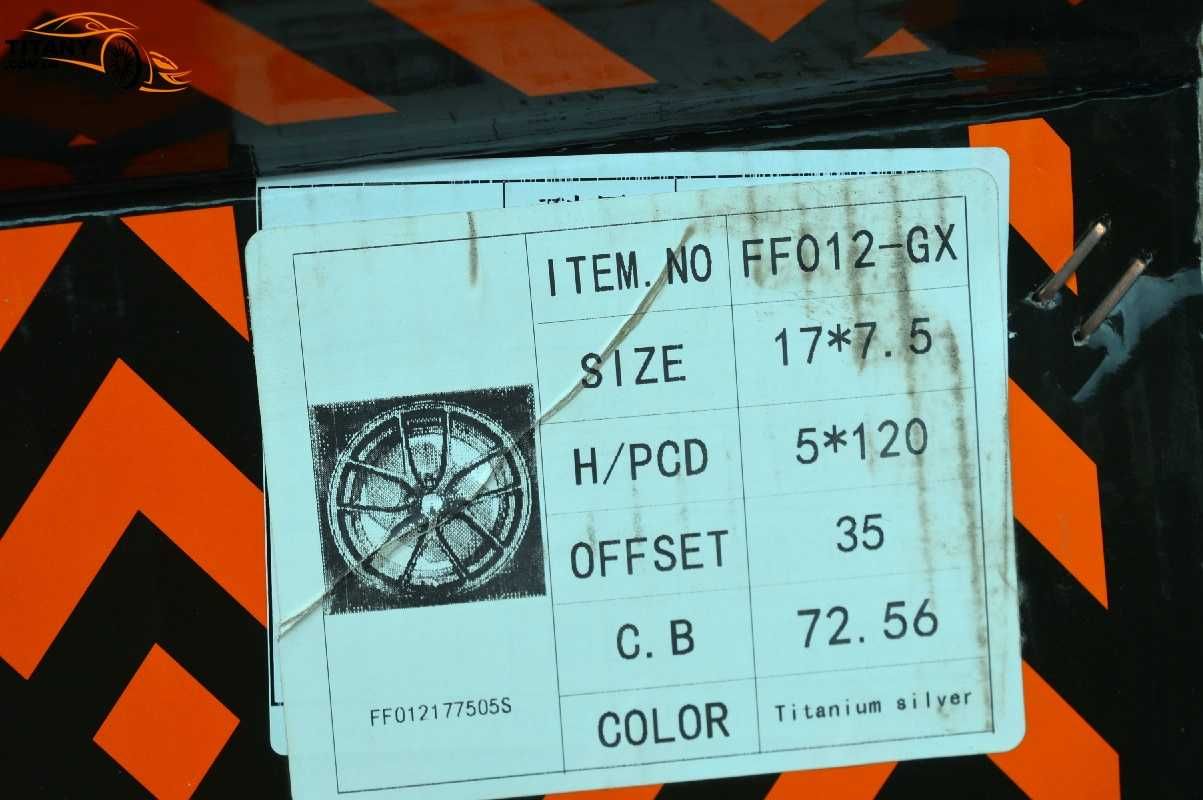 TITANY
ITEM.NO FF012-GX
SIZE 17*7.5
H/PCD 5*120
OFFSET 35
C.B 72.56
FF012177505S
COLOR Titanium silver